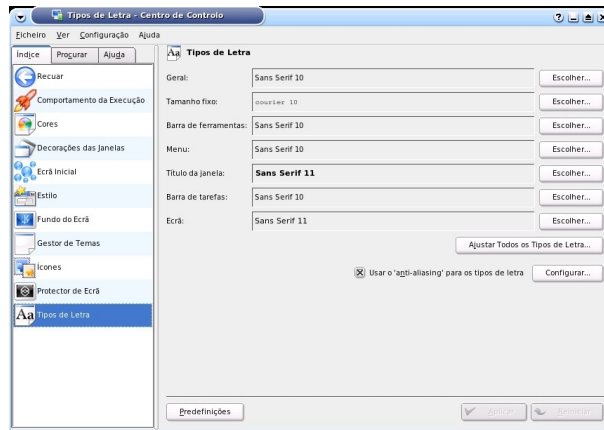 Tipos de Letra - Centro de Controlo
Ficheiro Ver Configuração Ajuda
Índice Procurar Ajuda
Recuar
Comportamento da Execução
Cores
Decorações das Janelas
Ecrã Inicial
Estilo
Fundo do Ecrã
Gestor de Temas
Ícones
Protector de Ecrã
Aa Tipos de Letra
Aa Tipos de Letra
Geral: Sans Serif 10 Escolher...
Tamanho fixo: courier 10 Escolher...
Barra de ferramentas: Sans Serif 10 Escolher...
Menu: Sans Serif 10 Escolher...
Título da janela: Sans Serif 11 Escolher...
Barra de tarefas: Sans Serif 10 Escolher...
Ecrã: Sans Serif 11 Escolher...
Ajustar Todos os Tipos de Letra...
Usar o 'anti-aliasing' para os tipos de letra Configurar...
Predefinições Aplicar Reiniciar